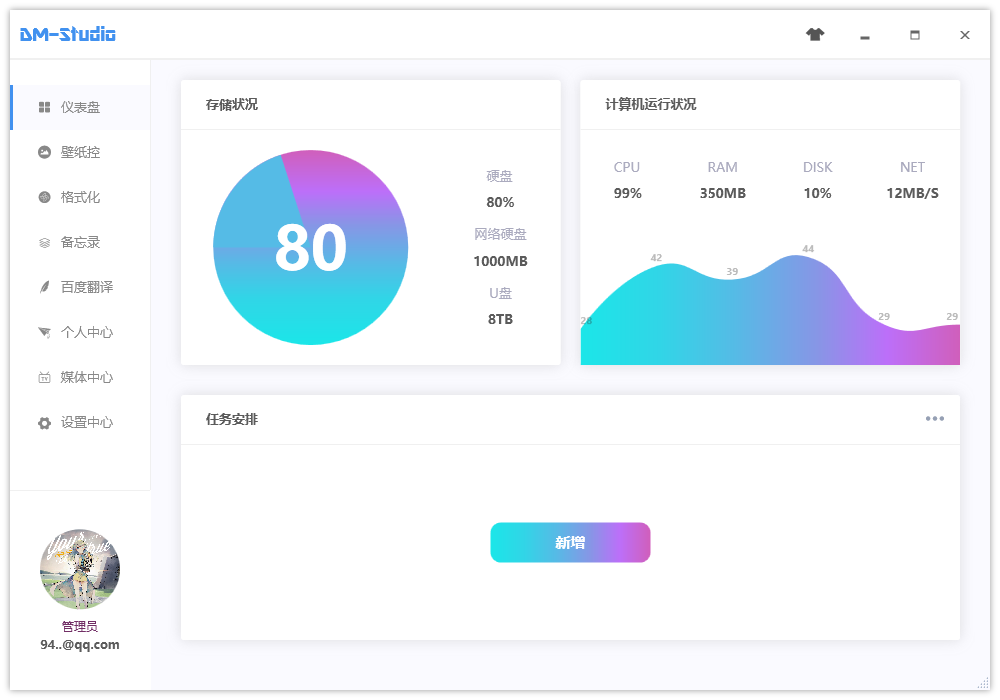 DM-Studio
仪表盘
壁纸控
格式化
备忘录
百度翻译
个人中心
媒体中心
设置中心
管理员
94..@qq.com
存储状况
80
硬盘
80%
网络硬盘
1000MB
U盘
8TB
计算机运行状况
CPU RAM DISK NET
99% 350MB 10% 12MB/S
28 42 39 44 29 29
任务安排
新增